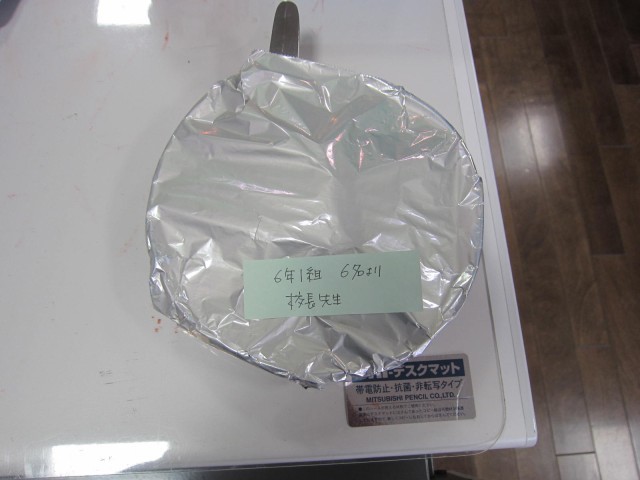 6年1組 6名より
校長先生
デスクマット
帯電防止・抗菌・非転写タイプ
MITSUBISHI PENCIL CO.,LTD.